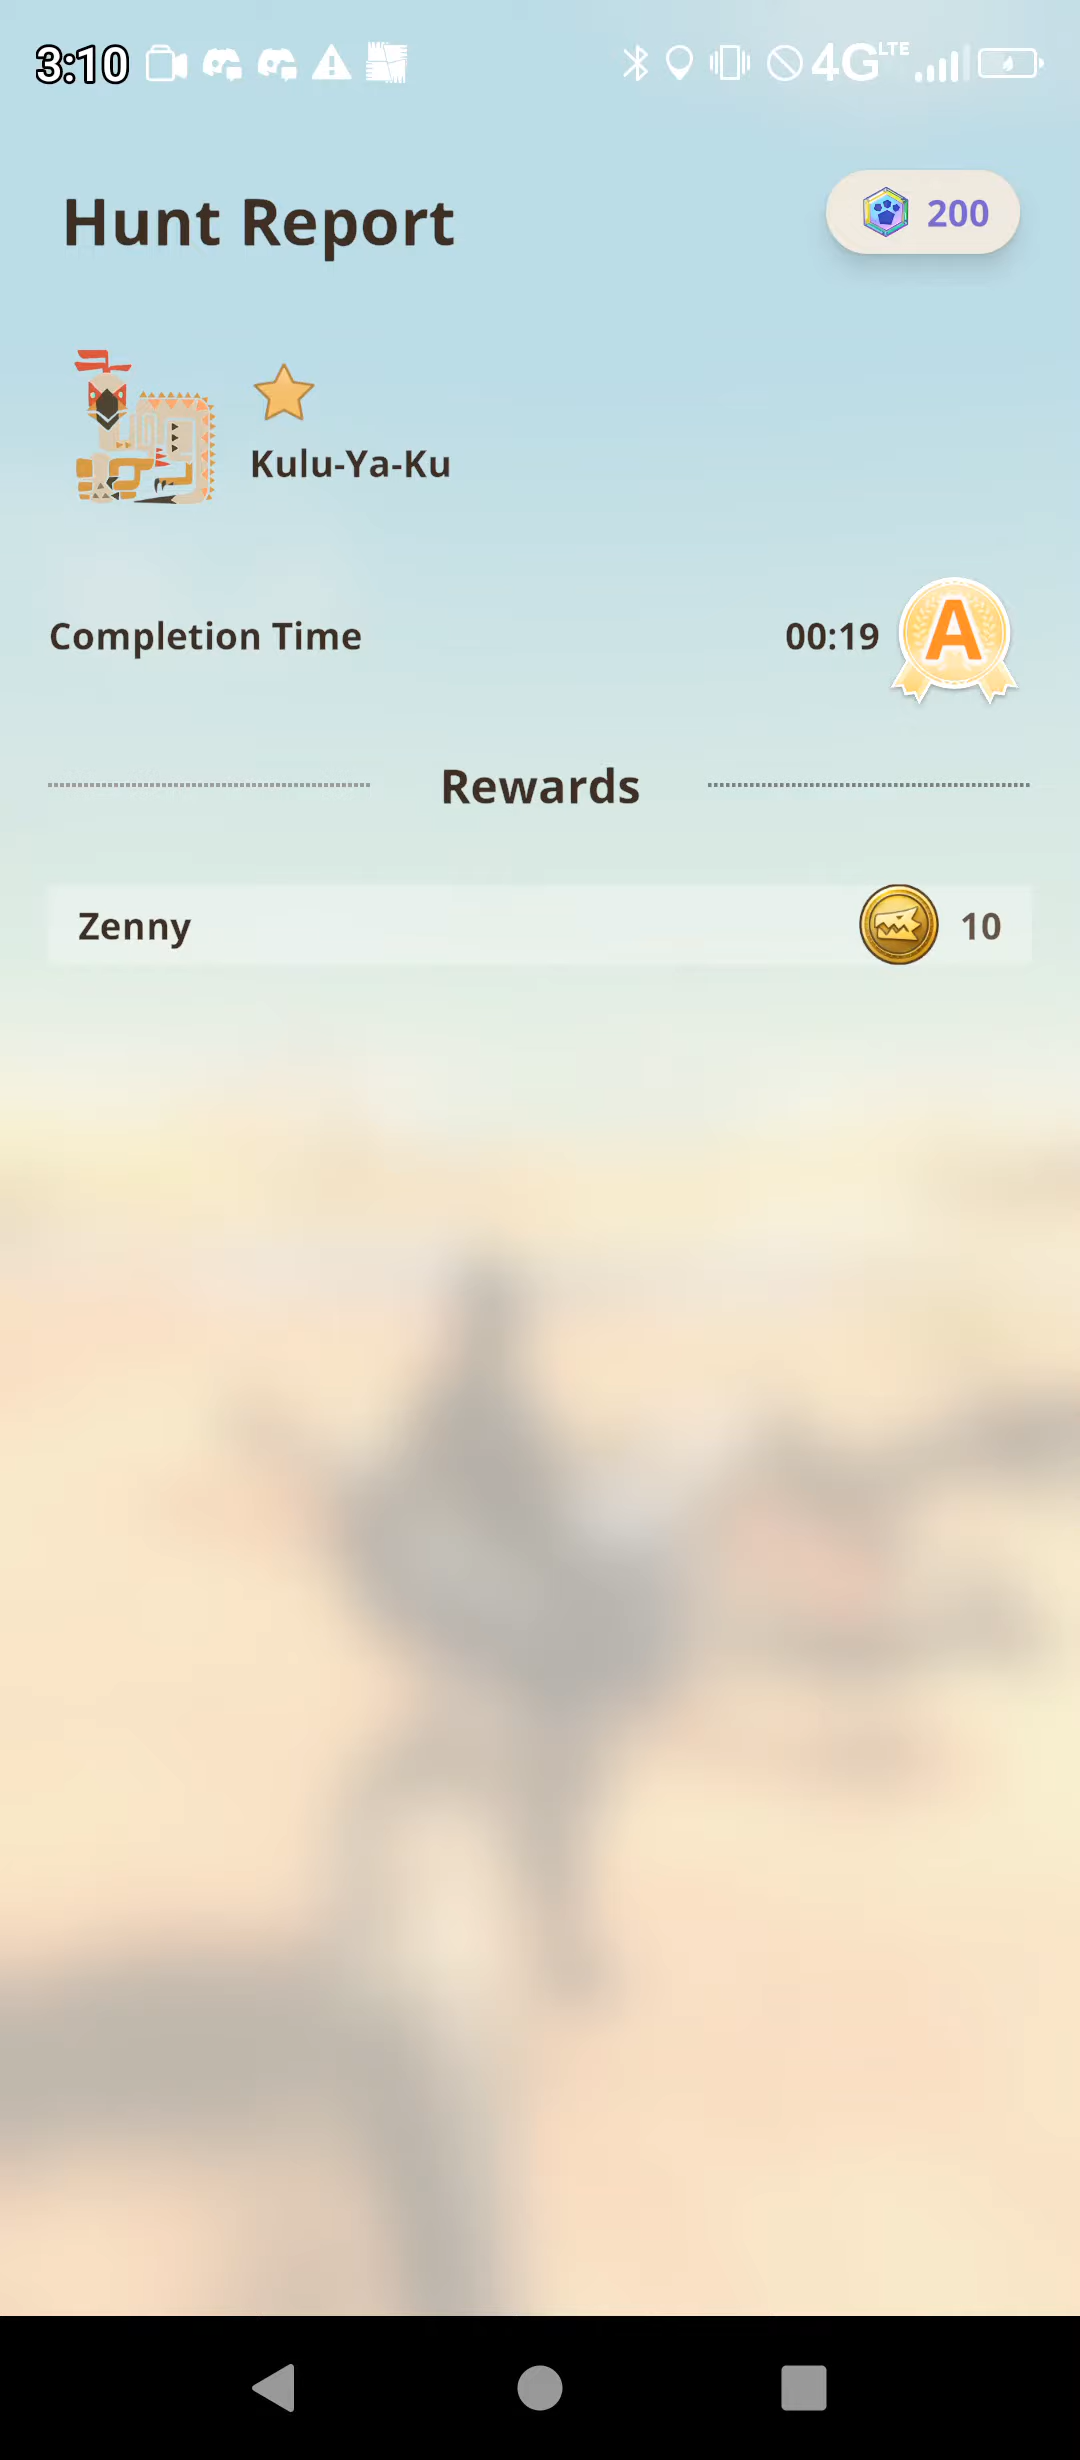 3:10
4G LTE
Hunt Report
200
Kulu-Ya-Ku
Completion Time
00:19
A
Rewards
Zenny
10